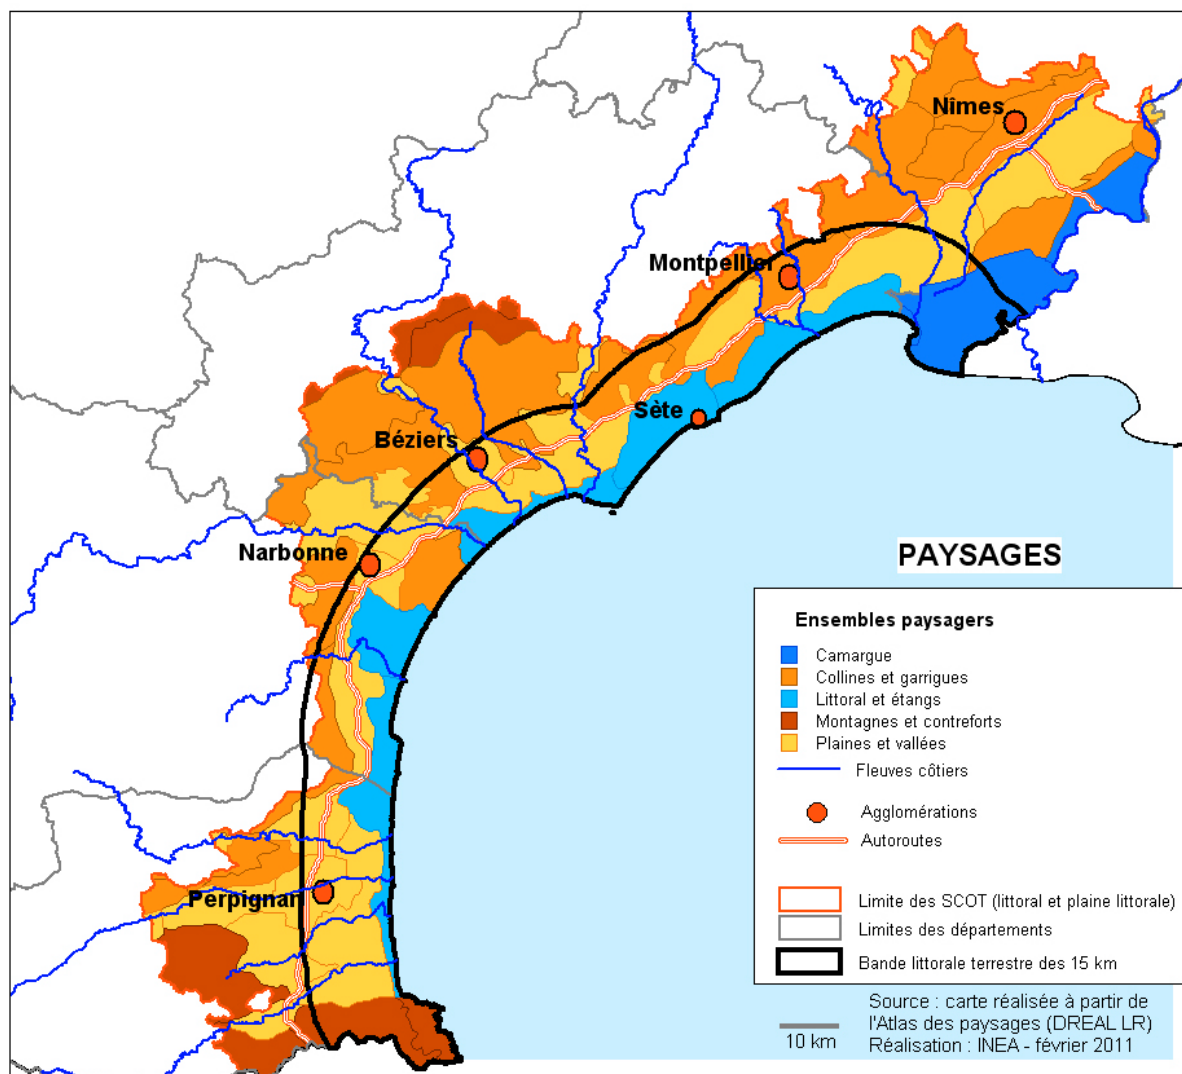 Nîmes
Montpellier
Sète
Béziers
Narbonne
Perpignan
PAYSAGES
Ensembles paysagers
Camargue
Collines et garrigues
Littoral et étangs
Montagnes et contreforts
Plaines et vallées
Fleuves côtiers
Agglomérations
Autoroutes
Limite des SCOT (littoral et plaine littorale)
Limites des départements
Bande littorale terrestre des 15 km
Source : carte réalisée à partir de
l'Atlas des paysages (DREAL LR)
Réalisation : INEA - février 2011
10 km